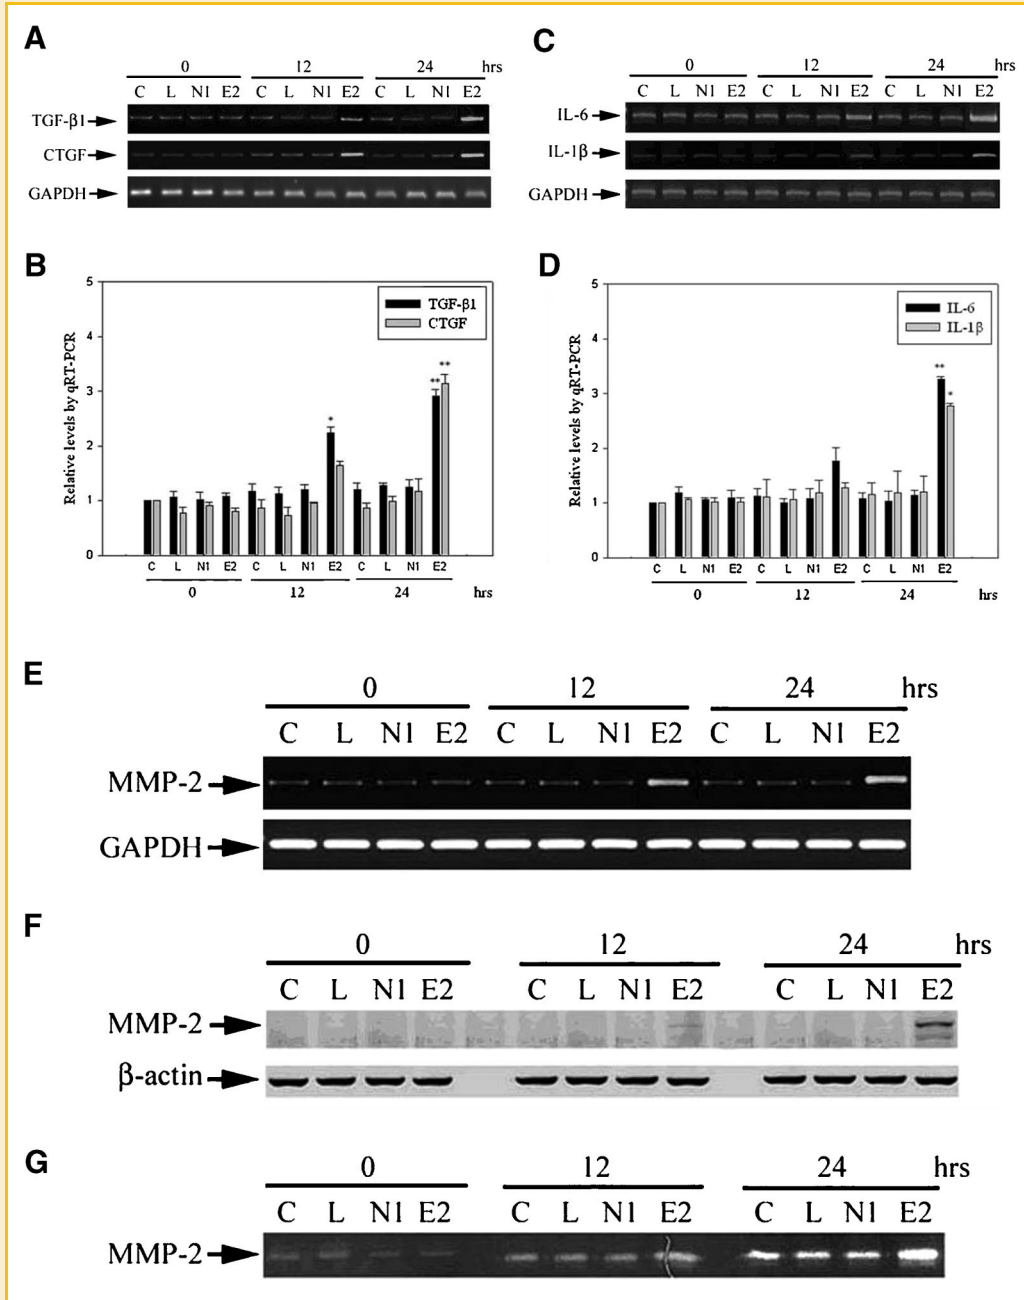 A
0 12 24 hrs
C L N1 E2 C L N1 E2 C L N1 E2
TGF-β1
CTGF
GAPDH
C
0 12 24 hrs
C L N1 E2 C L N1 E2 C L N1 E2
IL-6
IL-1β
GAPDH
B
Relative levels by qRT-PCR
5
4
3
2
1
0
TGF-β1
CTGF
*
** **
C L N1 E2 C L N1 E2 C L N1 E2
0 12 24 hrs
D
Relative levels by qRT-PCR
5
4
3
2
1
0
IL-6
IL-1β
**
*
C L N1 E2 C L N1 E2 C L N1 E2
0 12 24 hrs
E
0 12 24 hrs
C L N1 E2 C L N1 E2 C L N1 E2
MMP-2
GAPDH
F
0 12 24 hrs
C L N1 E2 C L N1 E2 C L N1 E2
MMP-2
β-actin
G
0 12 24 hrs
C L N1 E2 C L N1 E2 C L N1 E2
MMP-2